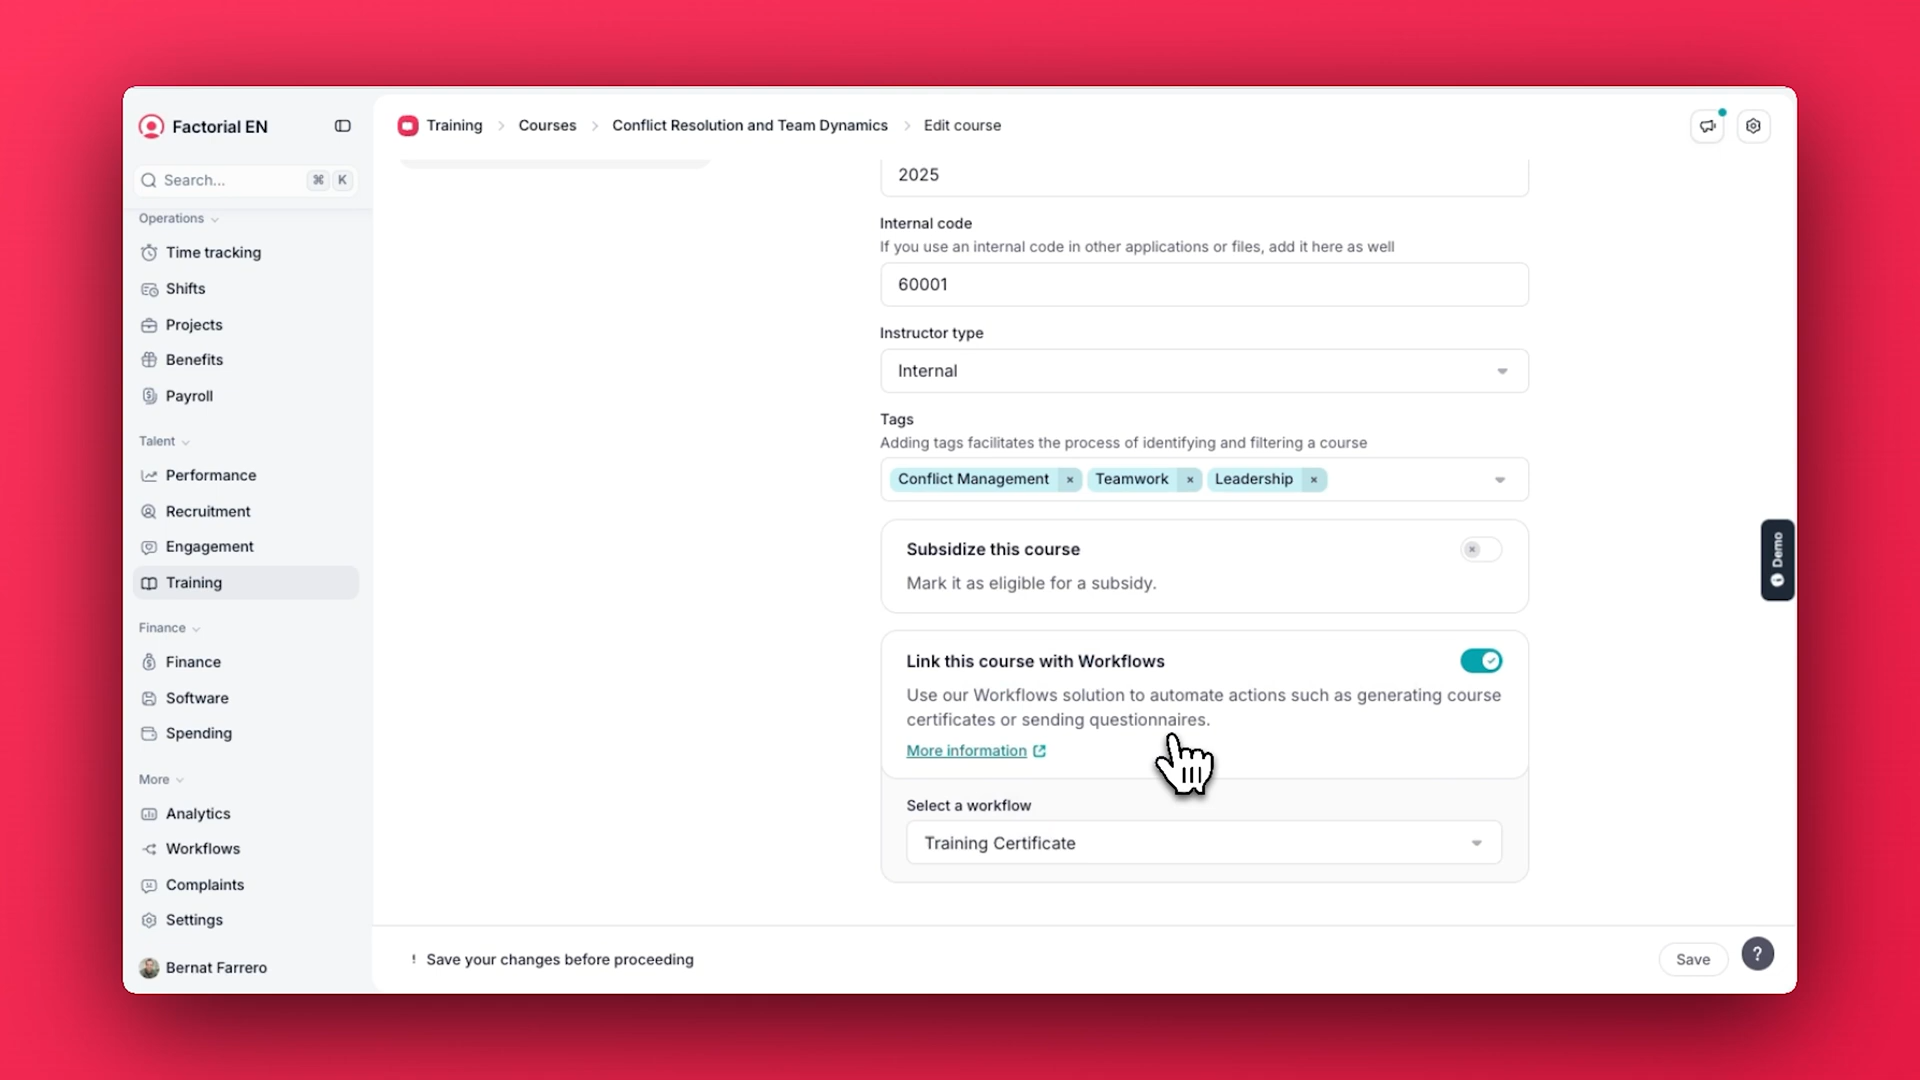 Factorial EN
Search...
⌘ K
Operations
Time tracking
Shifts
Projects
Benefits
Payroll
Talent
Performance
Recruitment
Engagement
Training
Finance
Finance
Software
Spending
More
Analytics
Workflows
Complaints
Settings
Bernat Farrero
Training > Courses > Conflict Resolution and Team Dynamics > Edit course
2025
Internal code
If you use an internal code in other applications or files, add it here as well
60001
Instructor type
Internal
Tags
Adding tags facilitates the process of identifying and filtering a course
Conflict Management × Teamwork × Leadership ×
Subsidize this course
Mark it as eligible for a subsidy.
Link this course with Workflows
Use our Workflows solution to automate actions such as generating course
certificates or sending questionnaires.
More information
Select a workflow
Training Certificate
! Save your changes before proceeding
Save
?
Demo